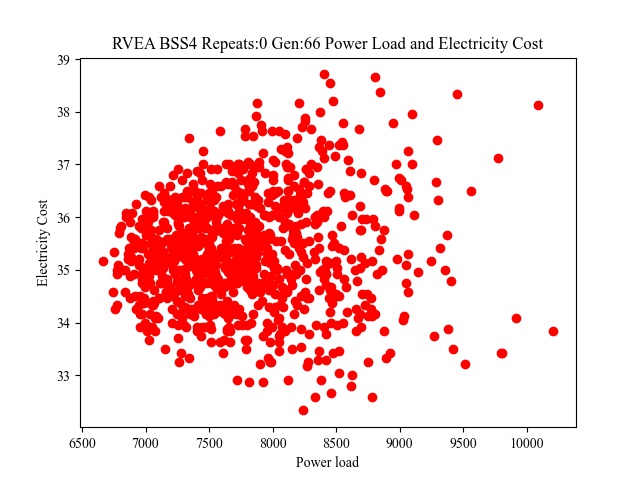 RVEA BSS4 Repeats:0 Gen:66 Power Load and Electricity Cost
39
38
37
36
35
34
33
Electricity Cost
6500 7000 7500 8000 8500 9000 9500 10000
Power load